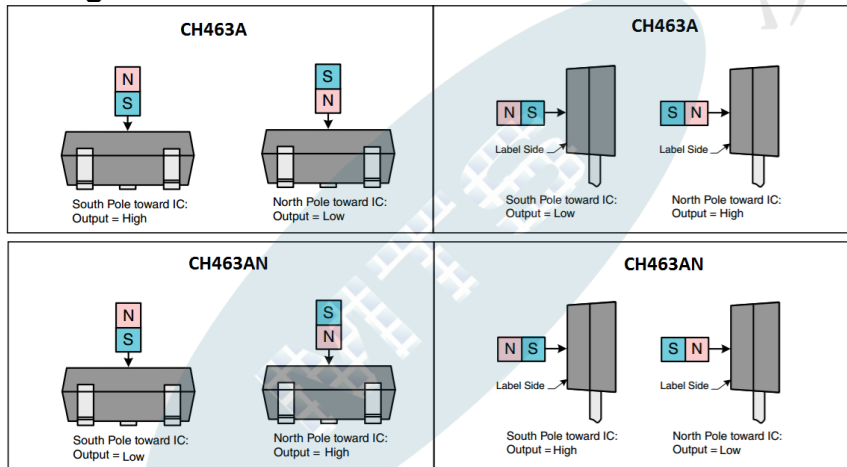 CH463A
N
S
S
N
South Pole toward IC:
Output = High
North Pole toward IC:
Output = Low
CH463A
N S
S N
Label Side
Label Side
South Pole toward IC:
Output = Low
North Pole toward IC:
Output = High
CH463AN
N
S
S
N
South Pole toward IC:
Output = Low
North Pole toward IC:
Output = High
CH463AN
N S
S N
Label Side
Label Side
South Pole toward IC:
Output =High
North Pole toward IC:
Output = Low
MTS